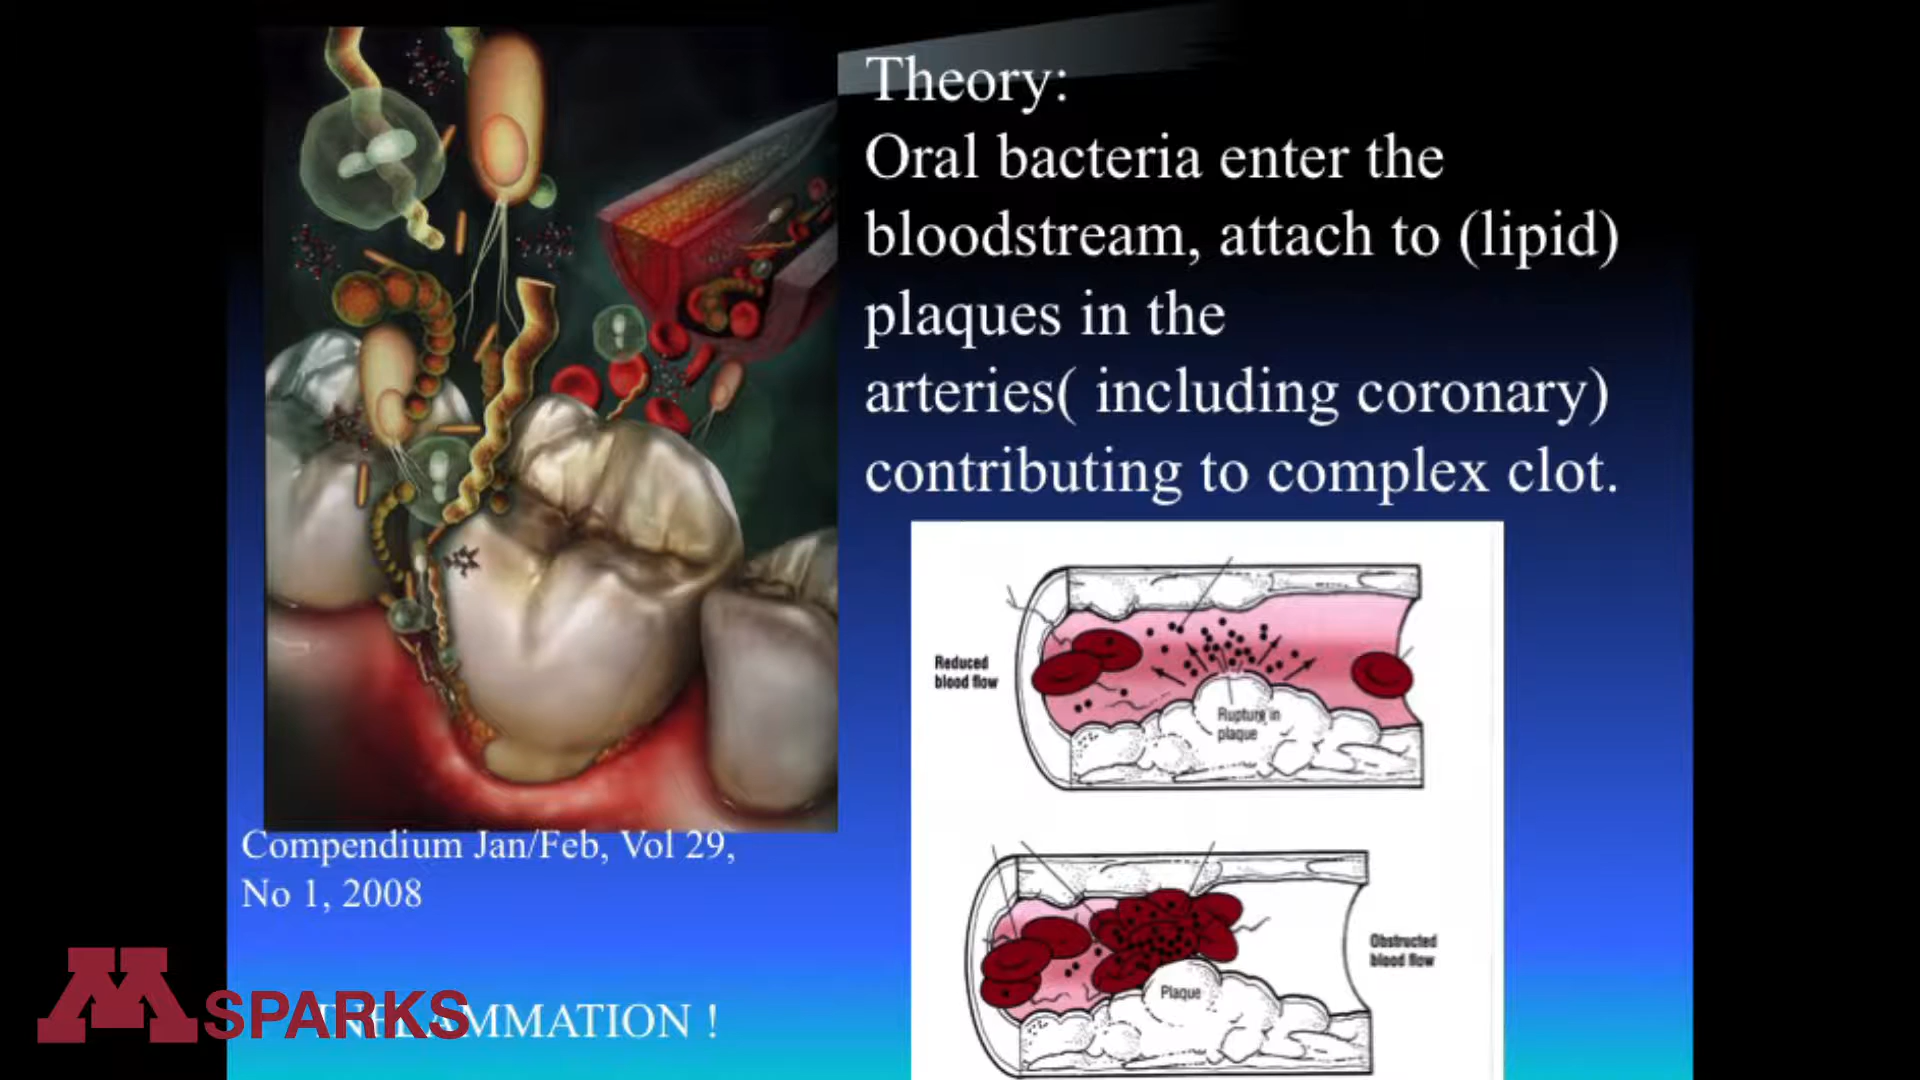 Theory:
Oral bacteria enter the
bloodstream, attach to (lipid)
plaques in the
arteries( including coronary)
contributing to complex clot.
Reduced
blood flow
Rupture in
plaque
Obstructed
blood flow
Plaque
Compendium Jan/Feb, Vol 29,
No 1, 2008
INFLAMMATION !
M SPARKS